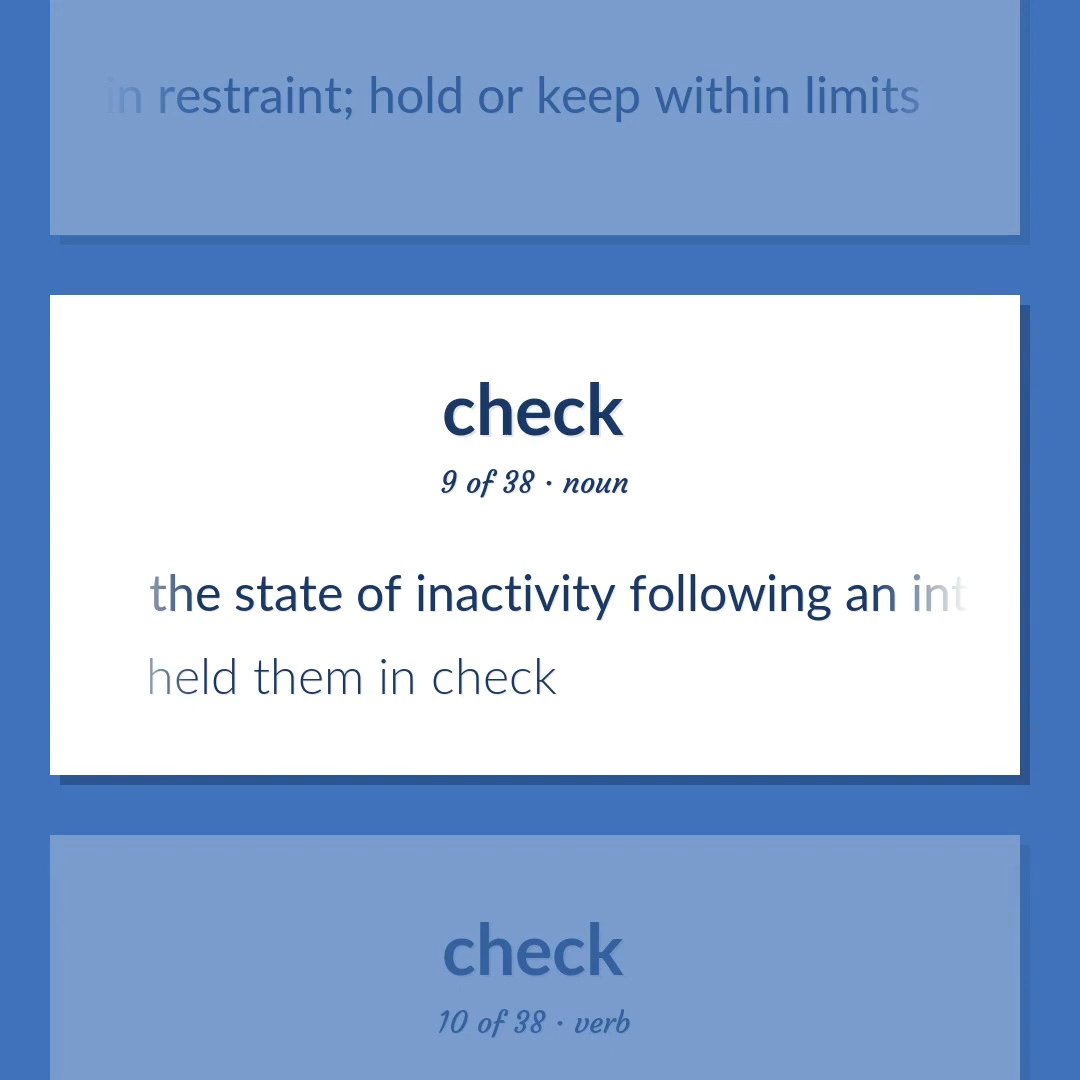 in restraint; hold or keep within limits
check
9 of 38 · noun
the state of inactivity following an int
held them in check
check
10 of 38 · verb